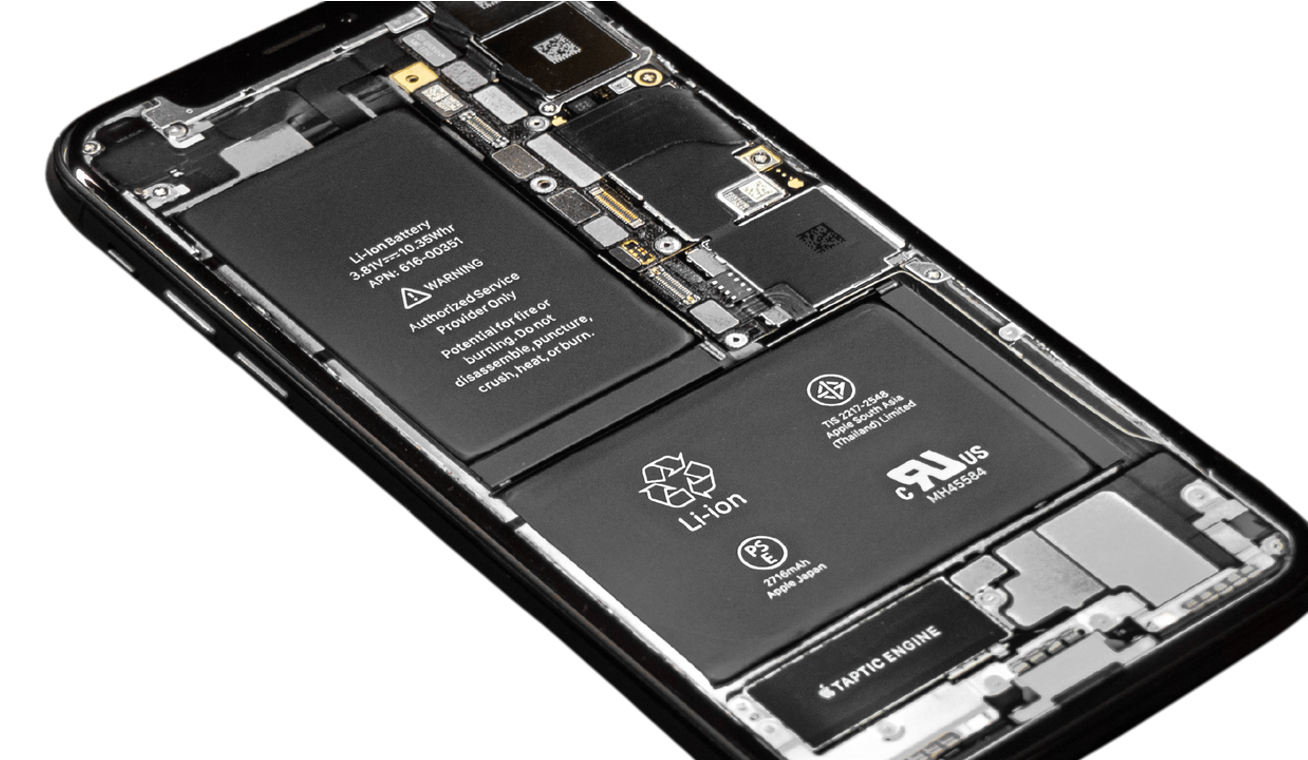 Li-ion Battery
3.81V⎓10.35Whr
APN: 616-00351
WARNING
Authorized Service
Provider Only
Potential for fire or
burning. Do not
disassemble, puncture,
crush, heat, or burn.
TIS 2217-2548
Apple South Asia
(Thailand) Limited
Li-ion
c RU US
MH45584
PS
E
2716mAh
Apple Japan
TAPTIC ENGINE